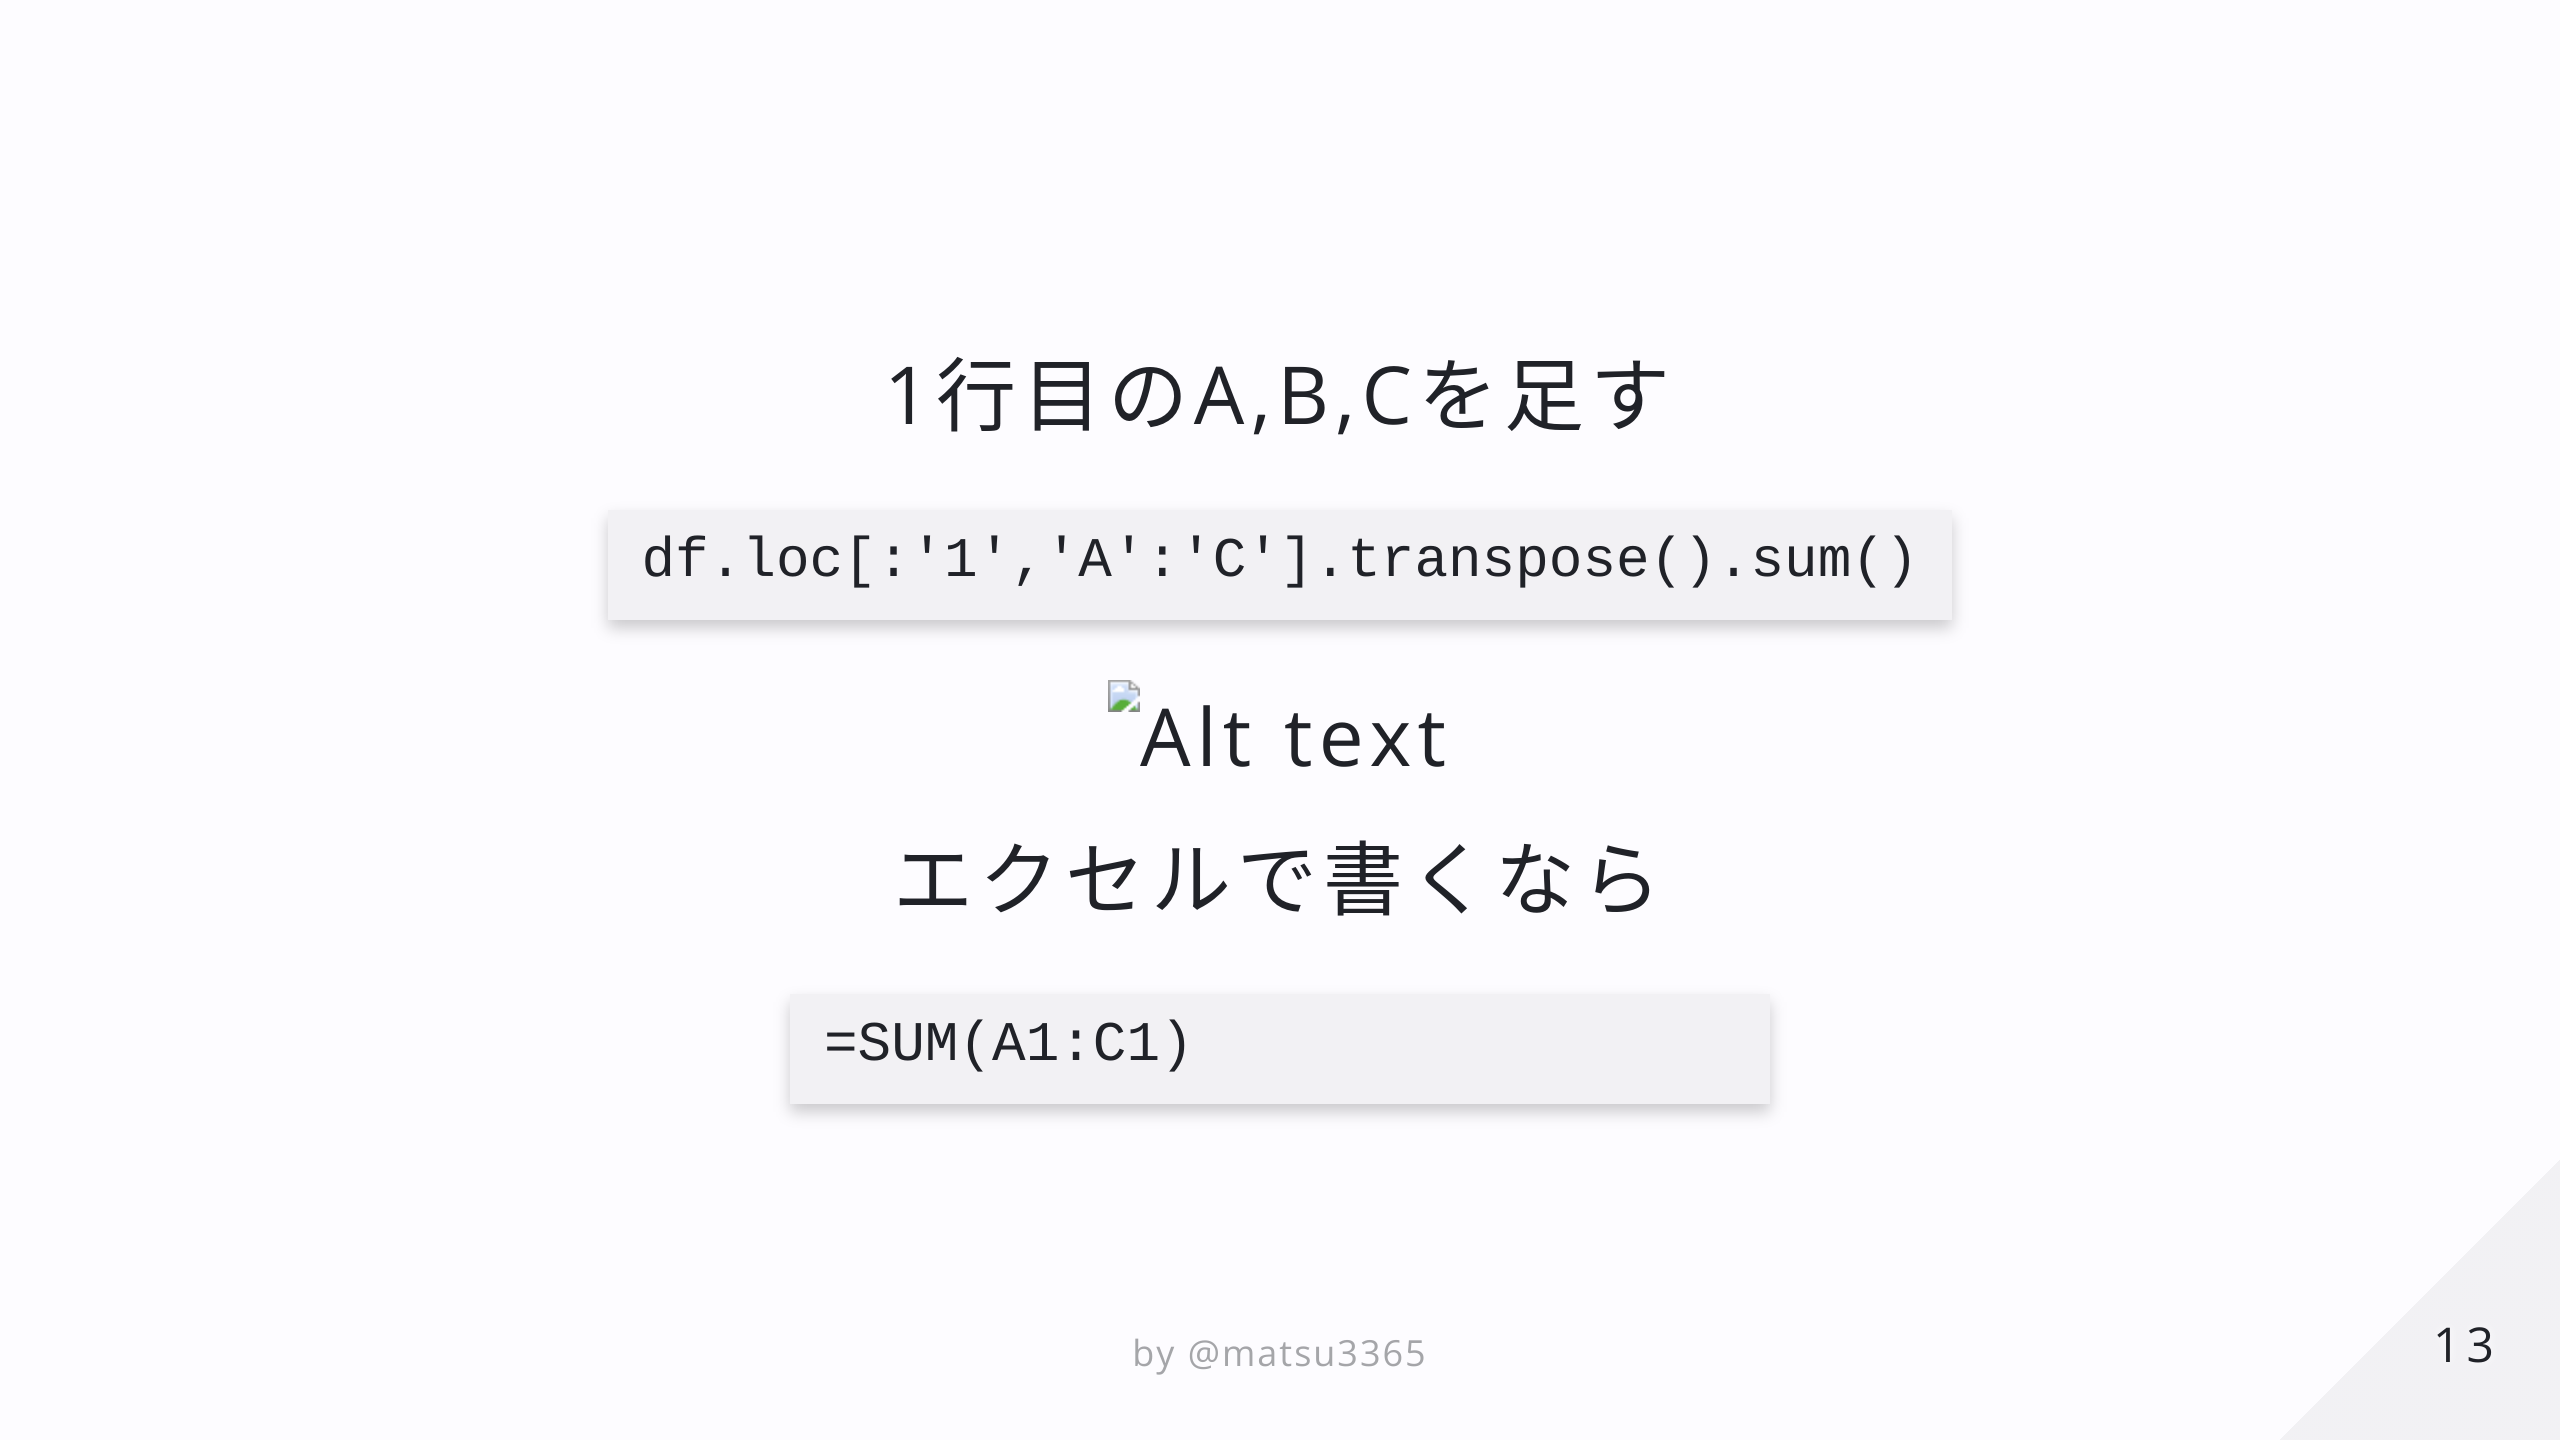 1行目のA,B,Cを足す
df.loc[:'1','A':'C'].transpose().sum()
Alt text
エクセルで書くなら
=SUM(A1:C1)
by @matsu3365
13